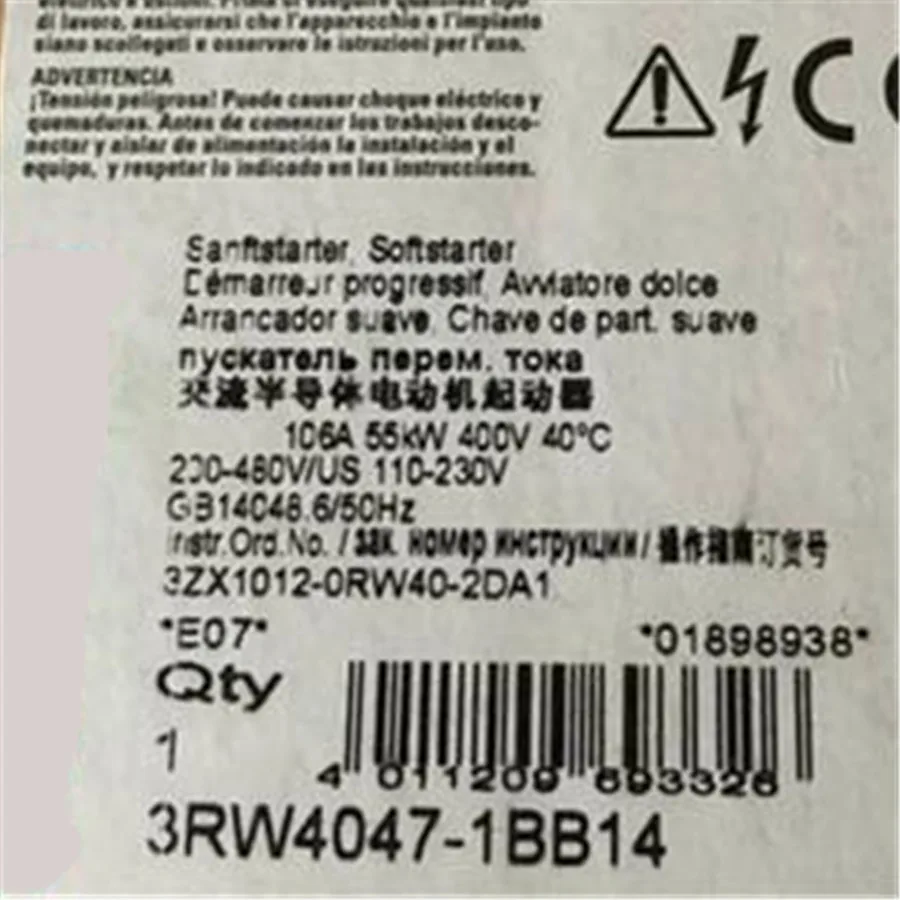 di lavoro, assicurarsi che l'apparecchio e l'impianto
siano scollegati e osservare le istruzioni per l'uso.
ADVERTENCIA
¡Tensión peligrosa! Puede causar choque eléctrico y
quemaduras. Antes de comenzar los trabajos desco-
nectar y aislar de alimentación la instalación y el
equipo, y respetar lo indicado en las instrucciones.
CE
Sanftstarter, Softstarter
Démarreur progressif, Avviatore dolce
Arrancador suave, Chave de part. suave
пускатель перем. тока
交流半导体电动机起动器
106A 55kW 400V 40°C
200-480V/US 110-230V
GB14048.6/50Hz
Instr.Ord.No. / зак. номер инструкции / 操作指南订货号
3ZX1012-0RW40-2DA1
*E07*
*01898938*
Qty
1
4 011209 693326
3RW4047-1BB14